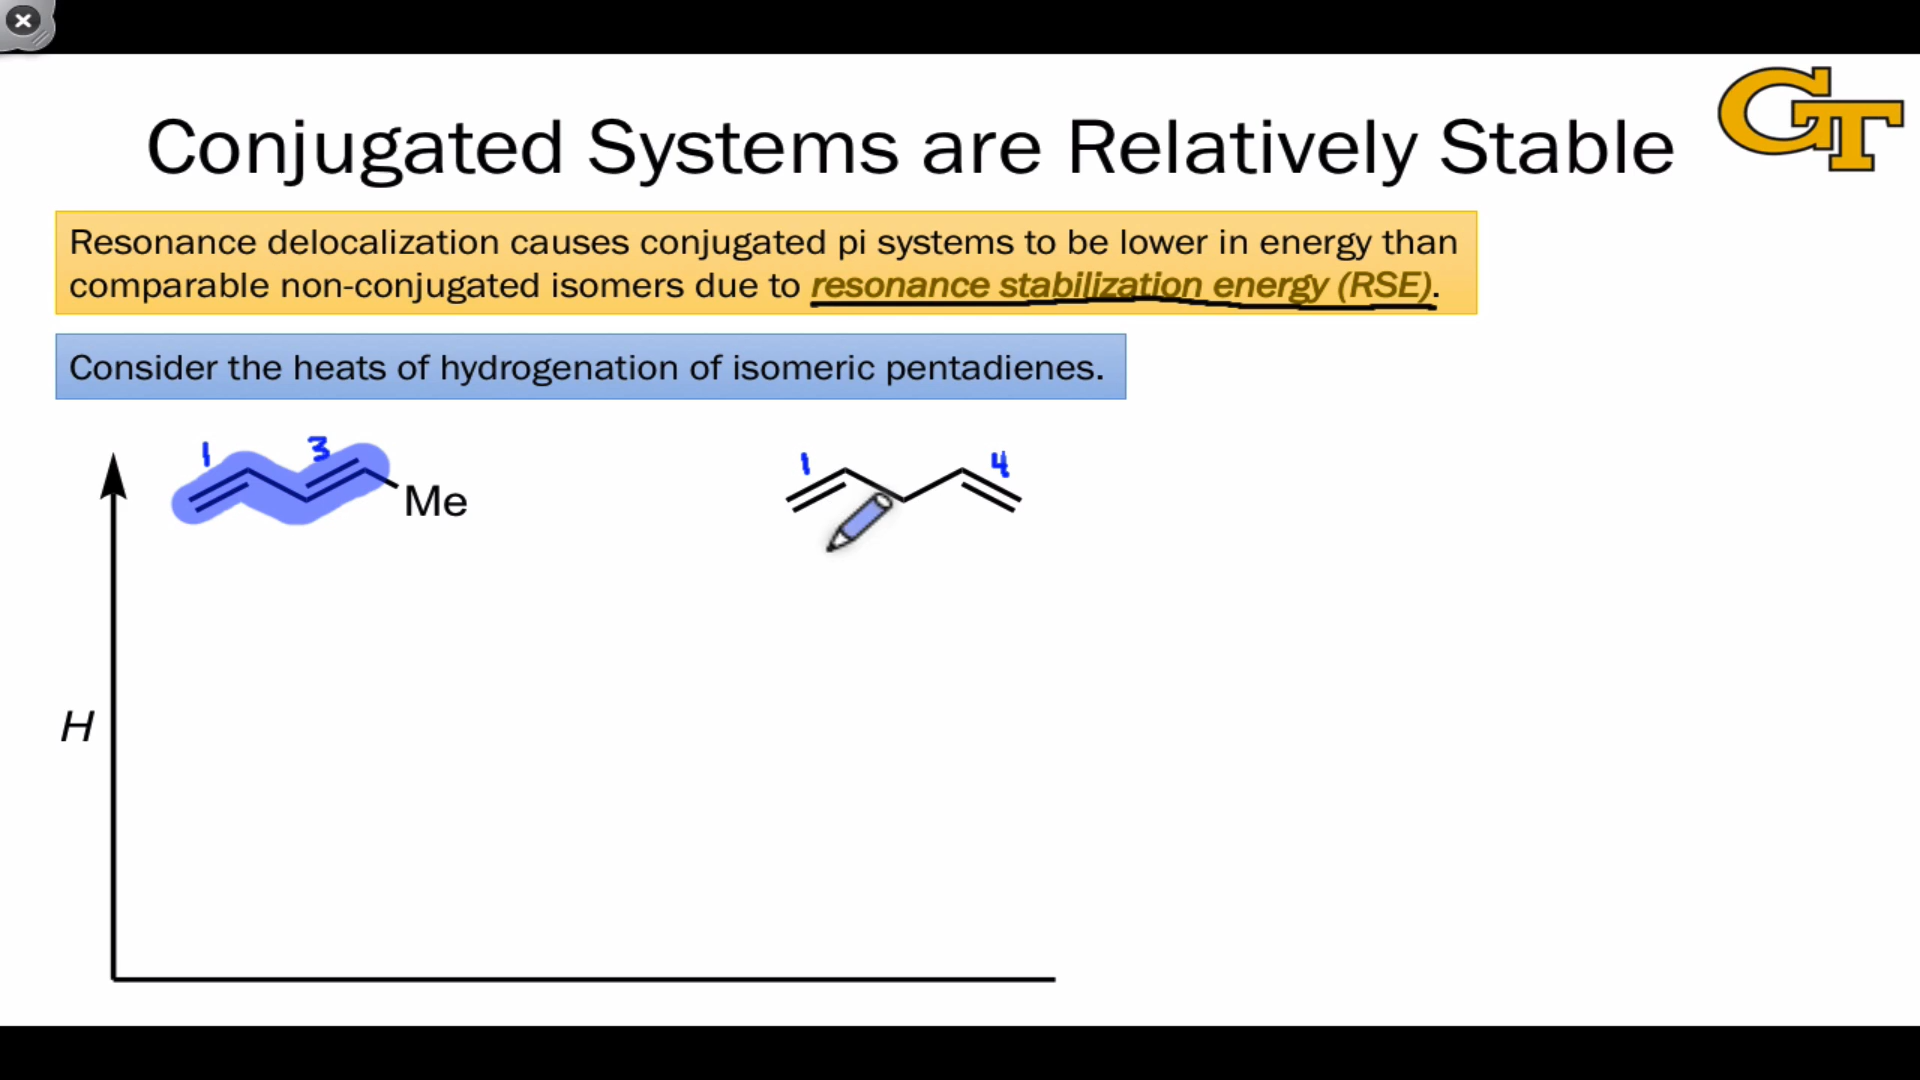 GT
Conjugated Systems are Relatively Stable
Resonance delocalization causes conjugated pi systems to be lower in energy than
comparable non-conjugated isomers due to resonance stabilization energy (RSE).
Consider the heats of hydrogenation of isomeric pentadienes.
1 3
Me
1 4
H